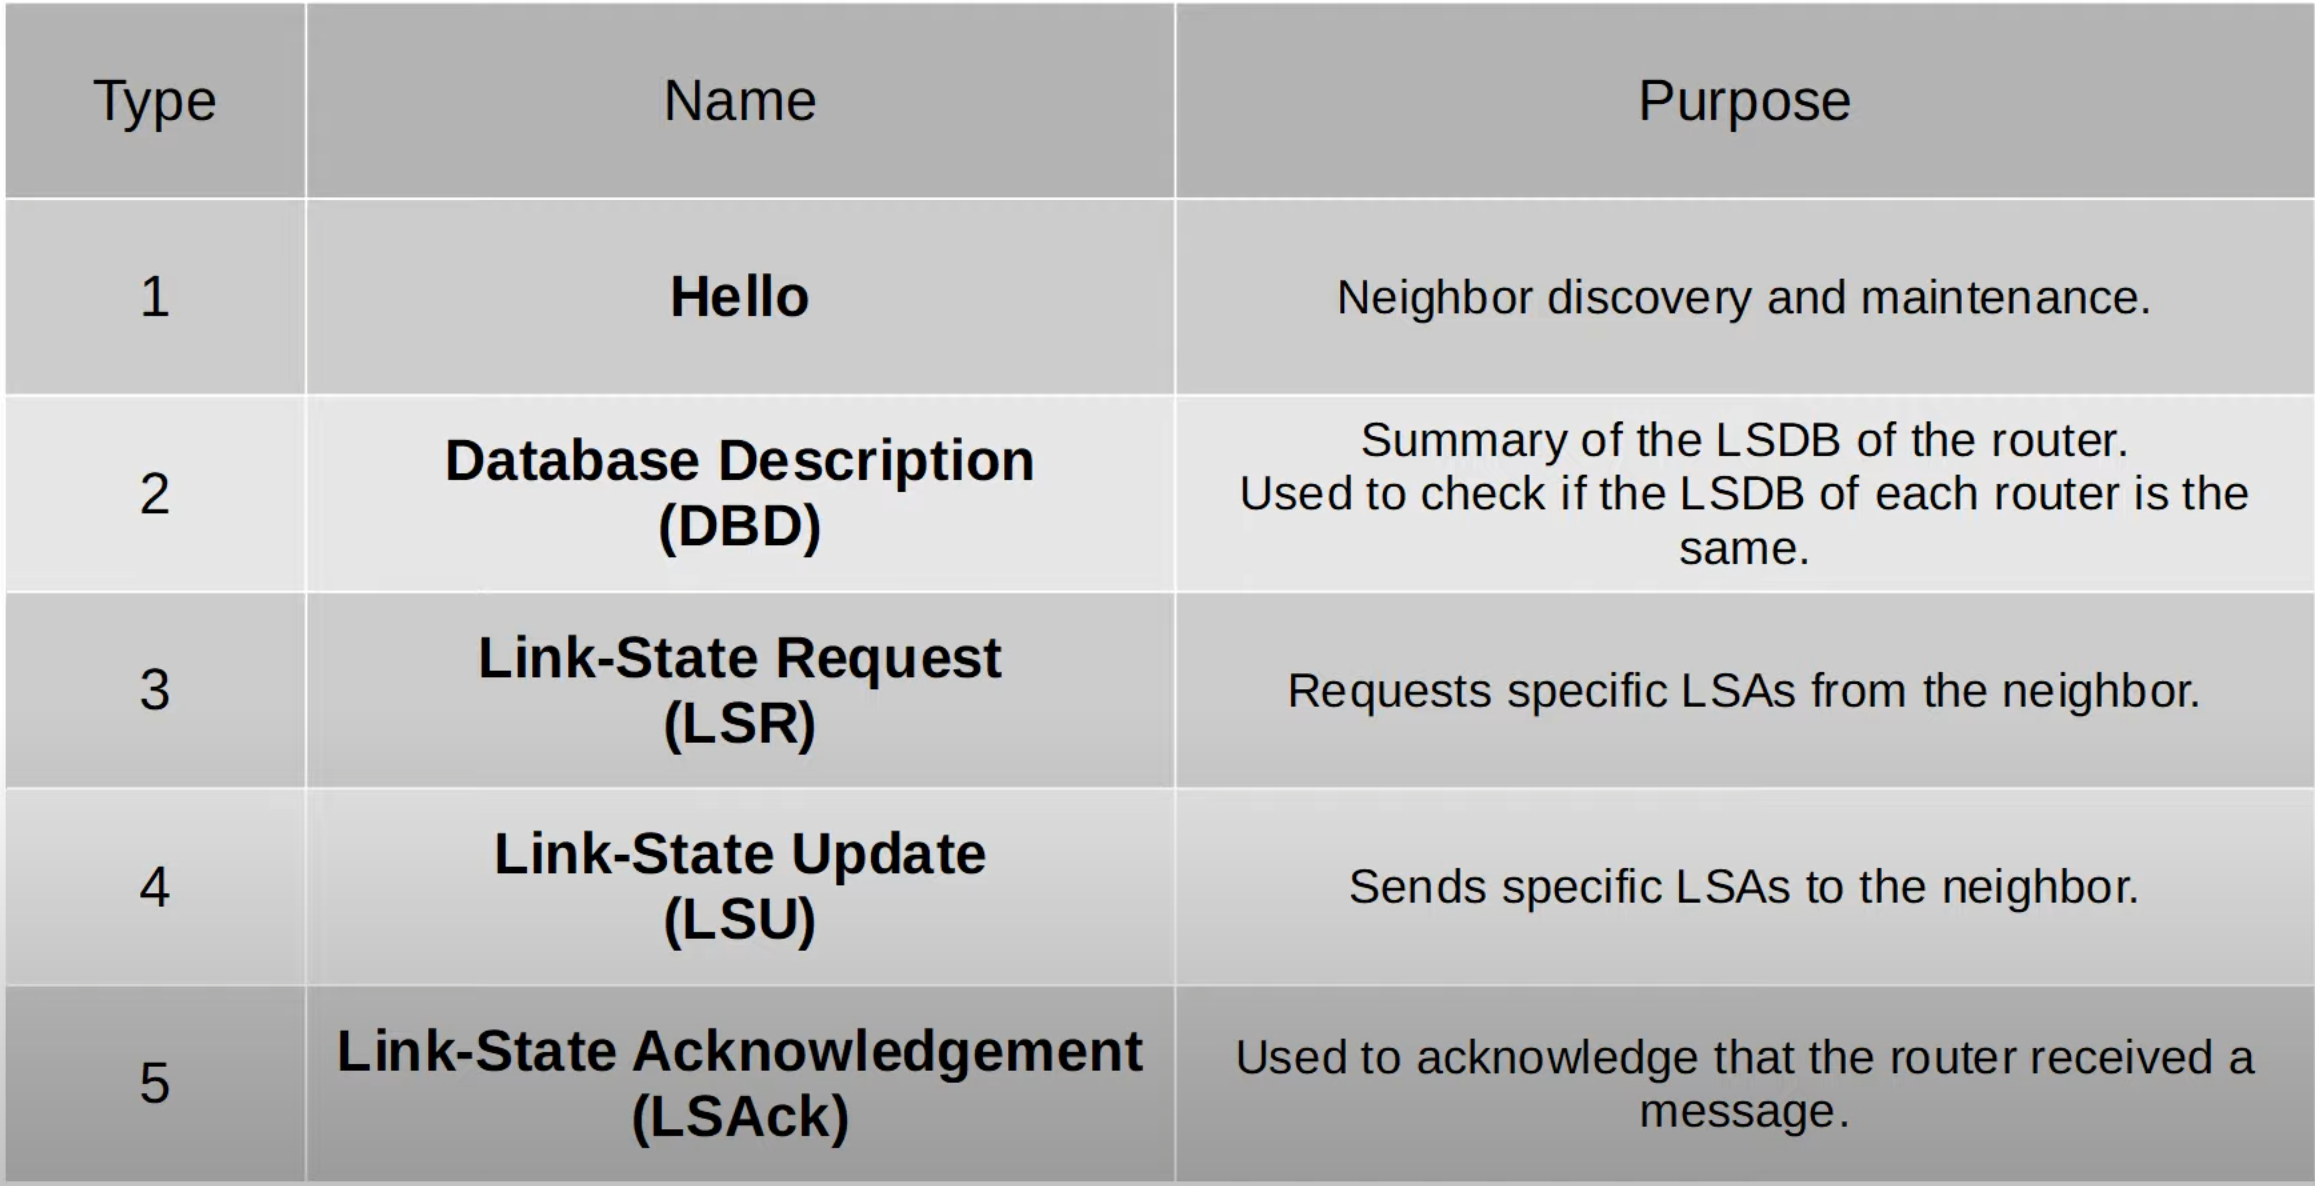 Type Name Purpose
1 Hello Neighbor discovery and maintenance.
2 Database Description
(DBD)
Summary of the LSDB of the router.
Used to check if the LSDB of each router is the
same.
3 Link-State Request
(LSR)
Requests specific LSAs from the neighbor.
4 Link-State Update
(LSU)
Sends specific LSAs to the neighbor.
5 Link-State Acknowledgement
(LSAck)
Used to acknowledge that the router received a
message.